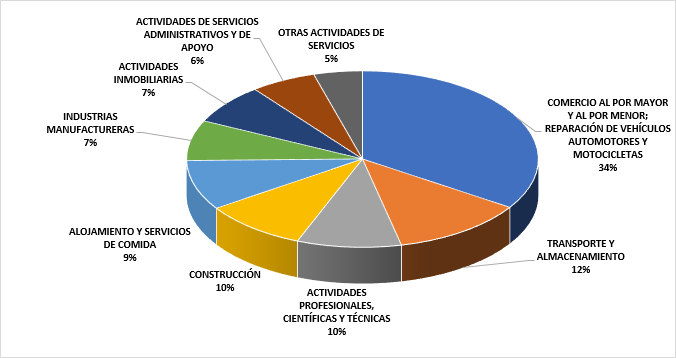 ACTIVIDADES DE SERVICIOS
ADMINISTRATIVOS Y DE
APOYO
6%
OTRAS ACTIVIDADES DE
SERVICIOS
5%
ACTIVIDADES
INMOBILIARIAS
7%
COMERCIO AL POR MAYOR
Y AL POR MENOR;
REPARACIÓN DE VEHÍCULOS
AUTOMOTORES Y
MOTOCICLETAS
34%
INDUSTRIAS
MANUFACTURERAS
7%
ALOJAMIENTO Y SERVICIOS
DE COMIDA
9%
TRANSPORTE Y
ALMACENAMIENTO
12%
CONSTRUCCIÓN
10%
ACTIVIDADES
PROFESIONALES,
CIENTÍFICAS Y TÉCNICAS
10%